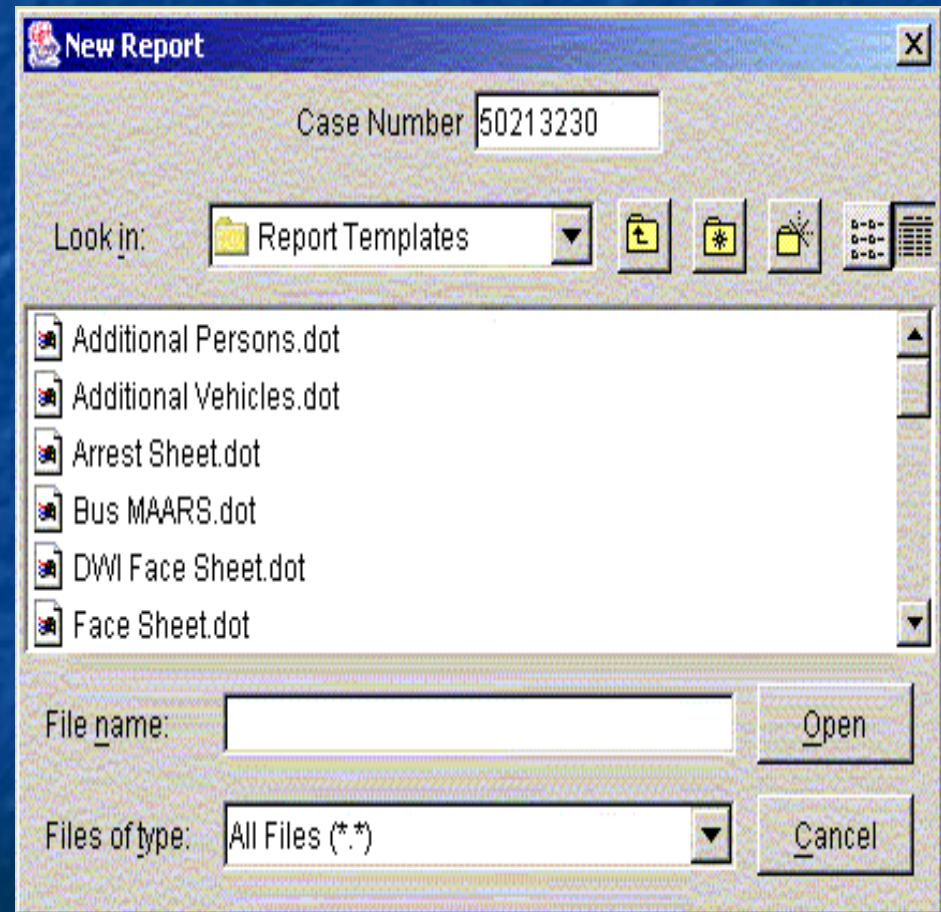 New Report
Case Number 50213230
Look in: Report Templates
Additional Persons.dot
Additional Vehicles.dot
Arrest Sheet.dot
Bus MAARS.dot
DWI Face Sheet.dot
Face Sheet.dot
File name: Open
Files of type: All Files (*.*) Cancel